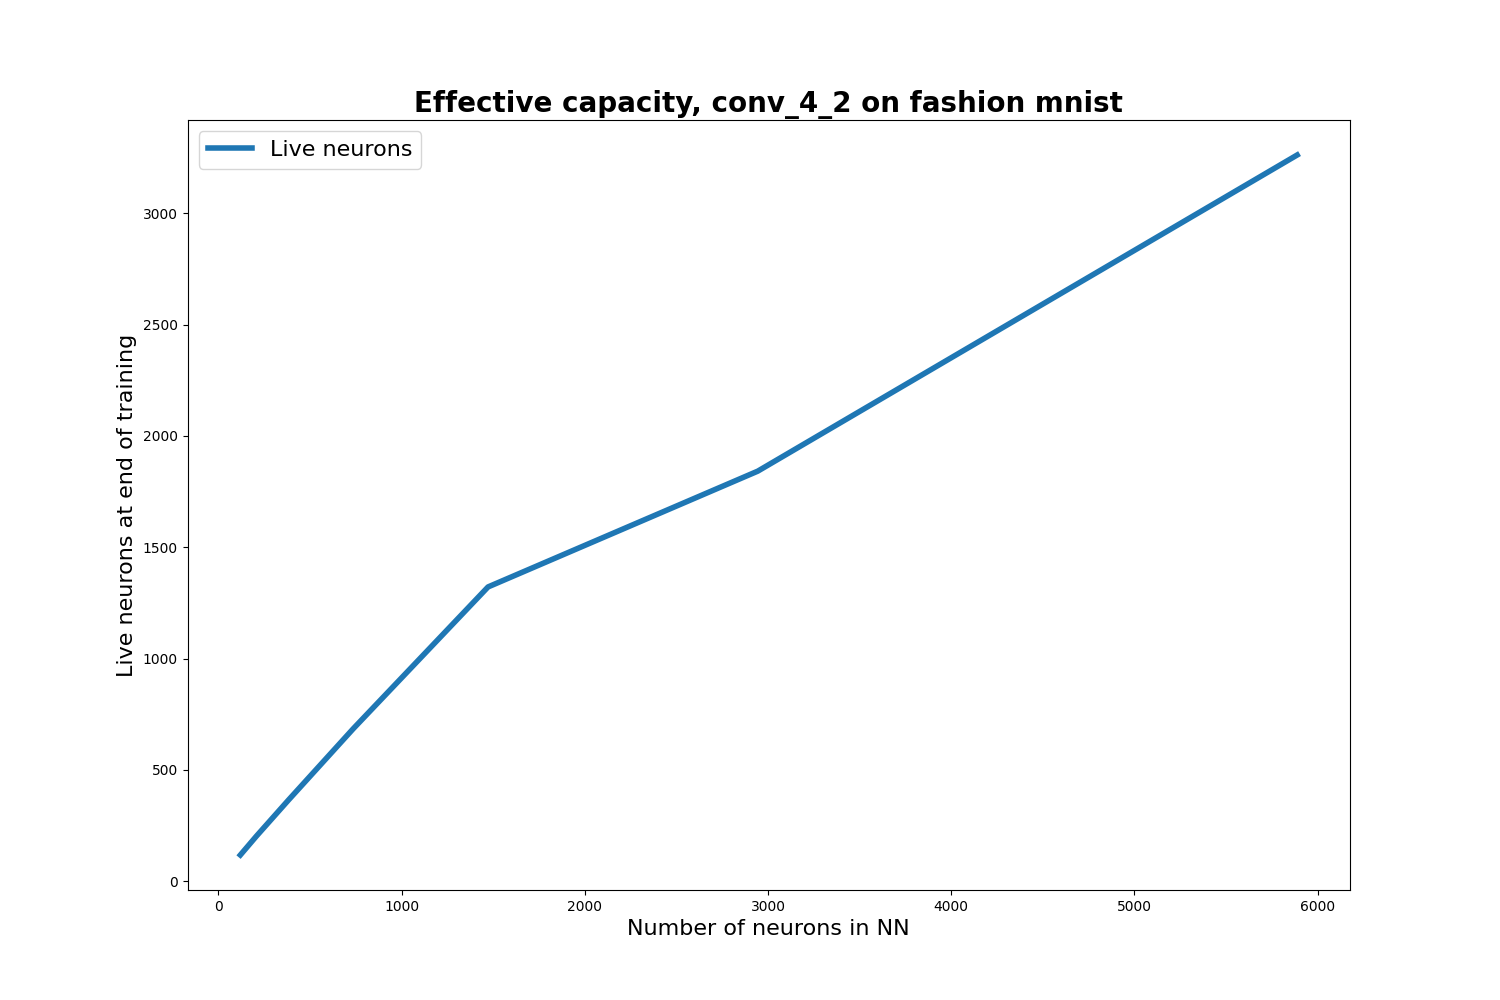 Effective capacity, conv_4_2 on fashion mnist
Live neurons
Live neurons at end of training
3000
2500
2000
1500
1000
500
0
0 1000 2000 3000 4000 5000 6000
Number of neurons in NN